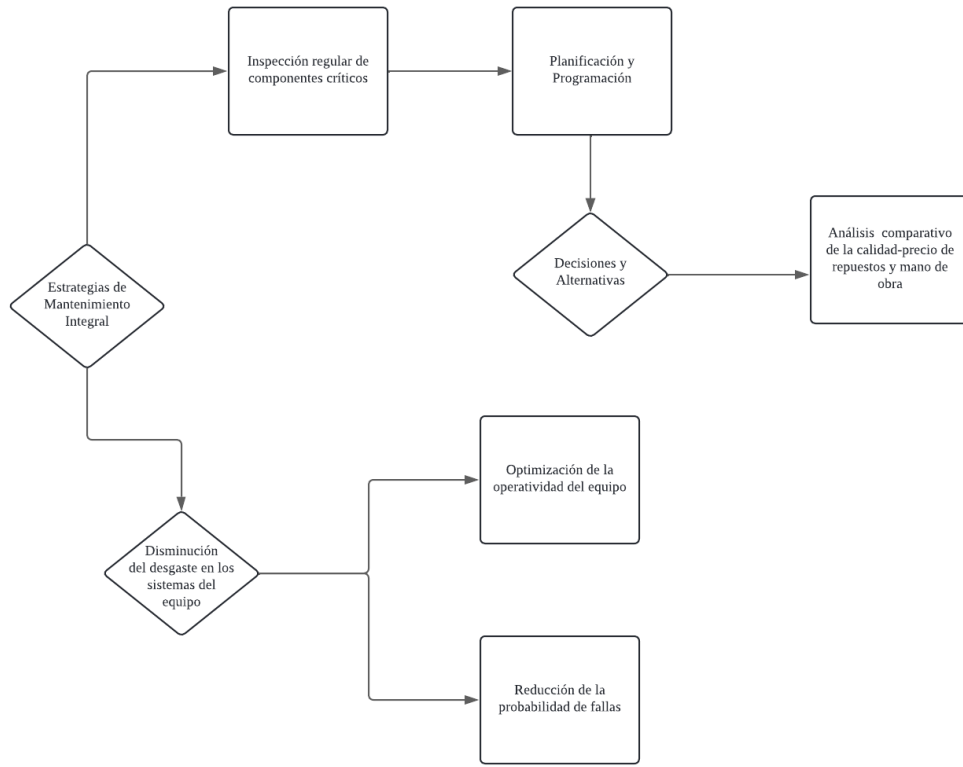 Inspección regular de
componentes críticos
Planificación y
Programación
Análisis comparativo
de la calidad-precio de
repuestos y mano de
obra
Decisiones y
Alternativas
Estrategias de
Mantenimiento
Integral
Optimización de la
operatividad del equipo
Disminución
del desgaste en los
sistemas del
equipo
Reducción de la
probabilidad de fallas